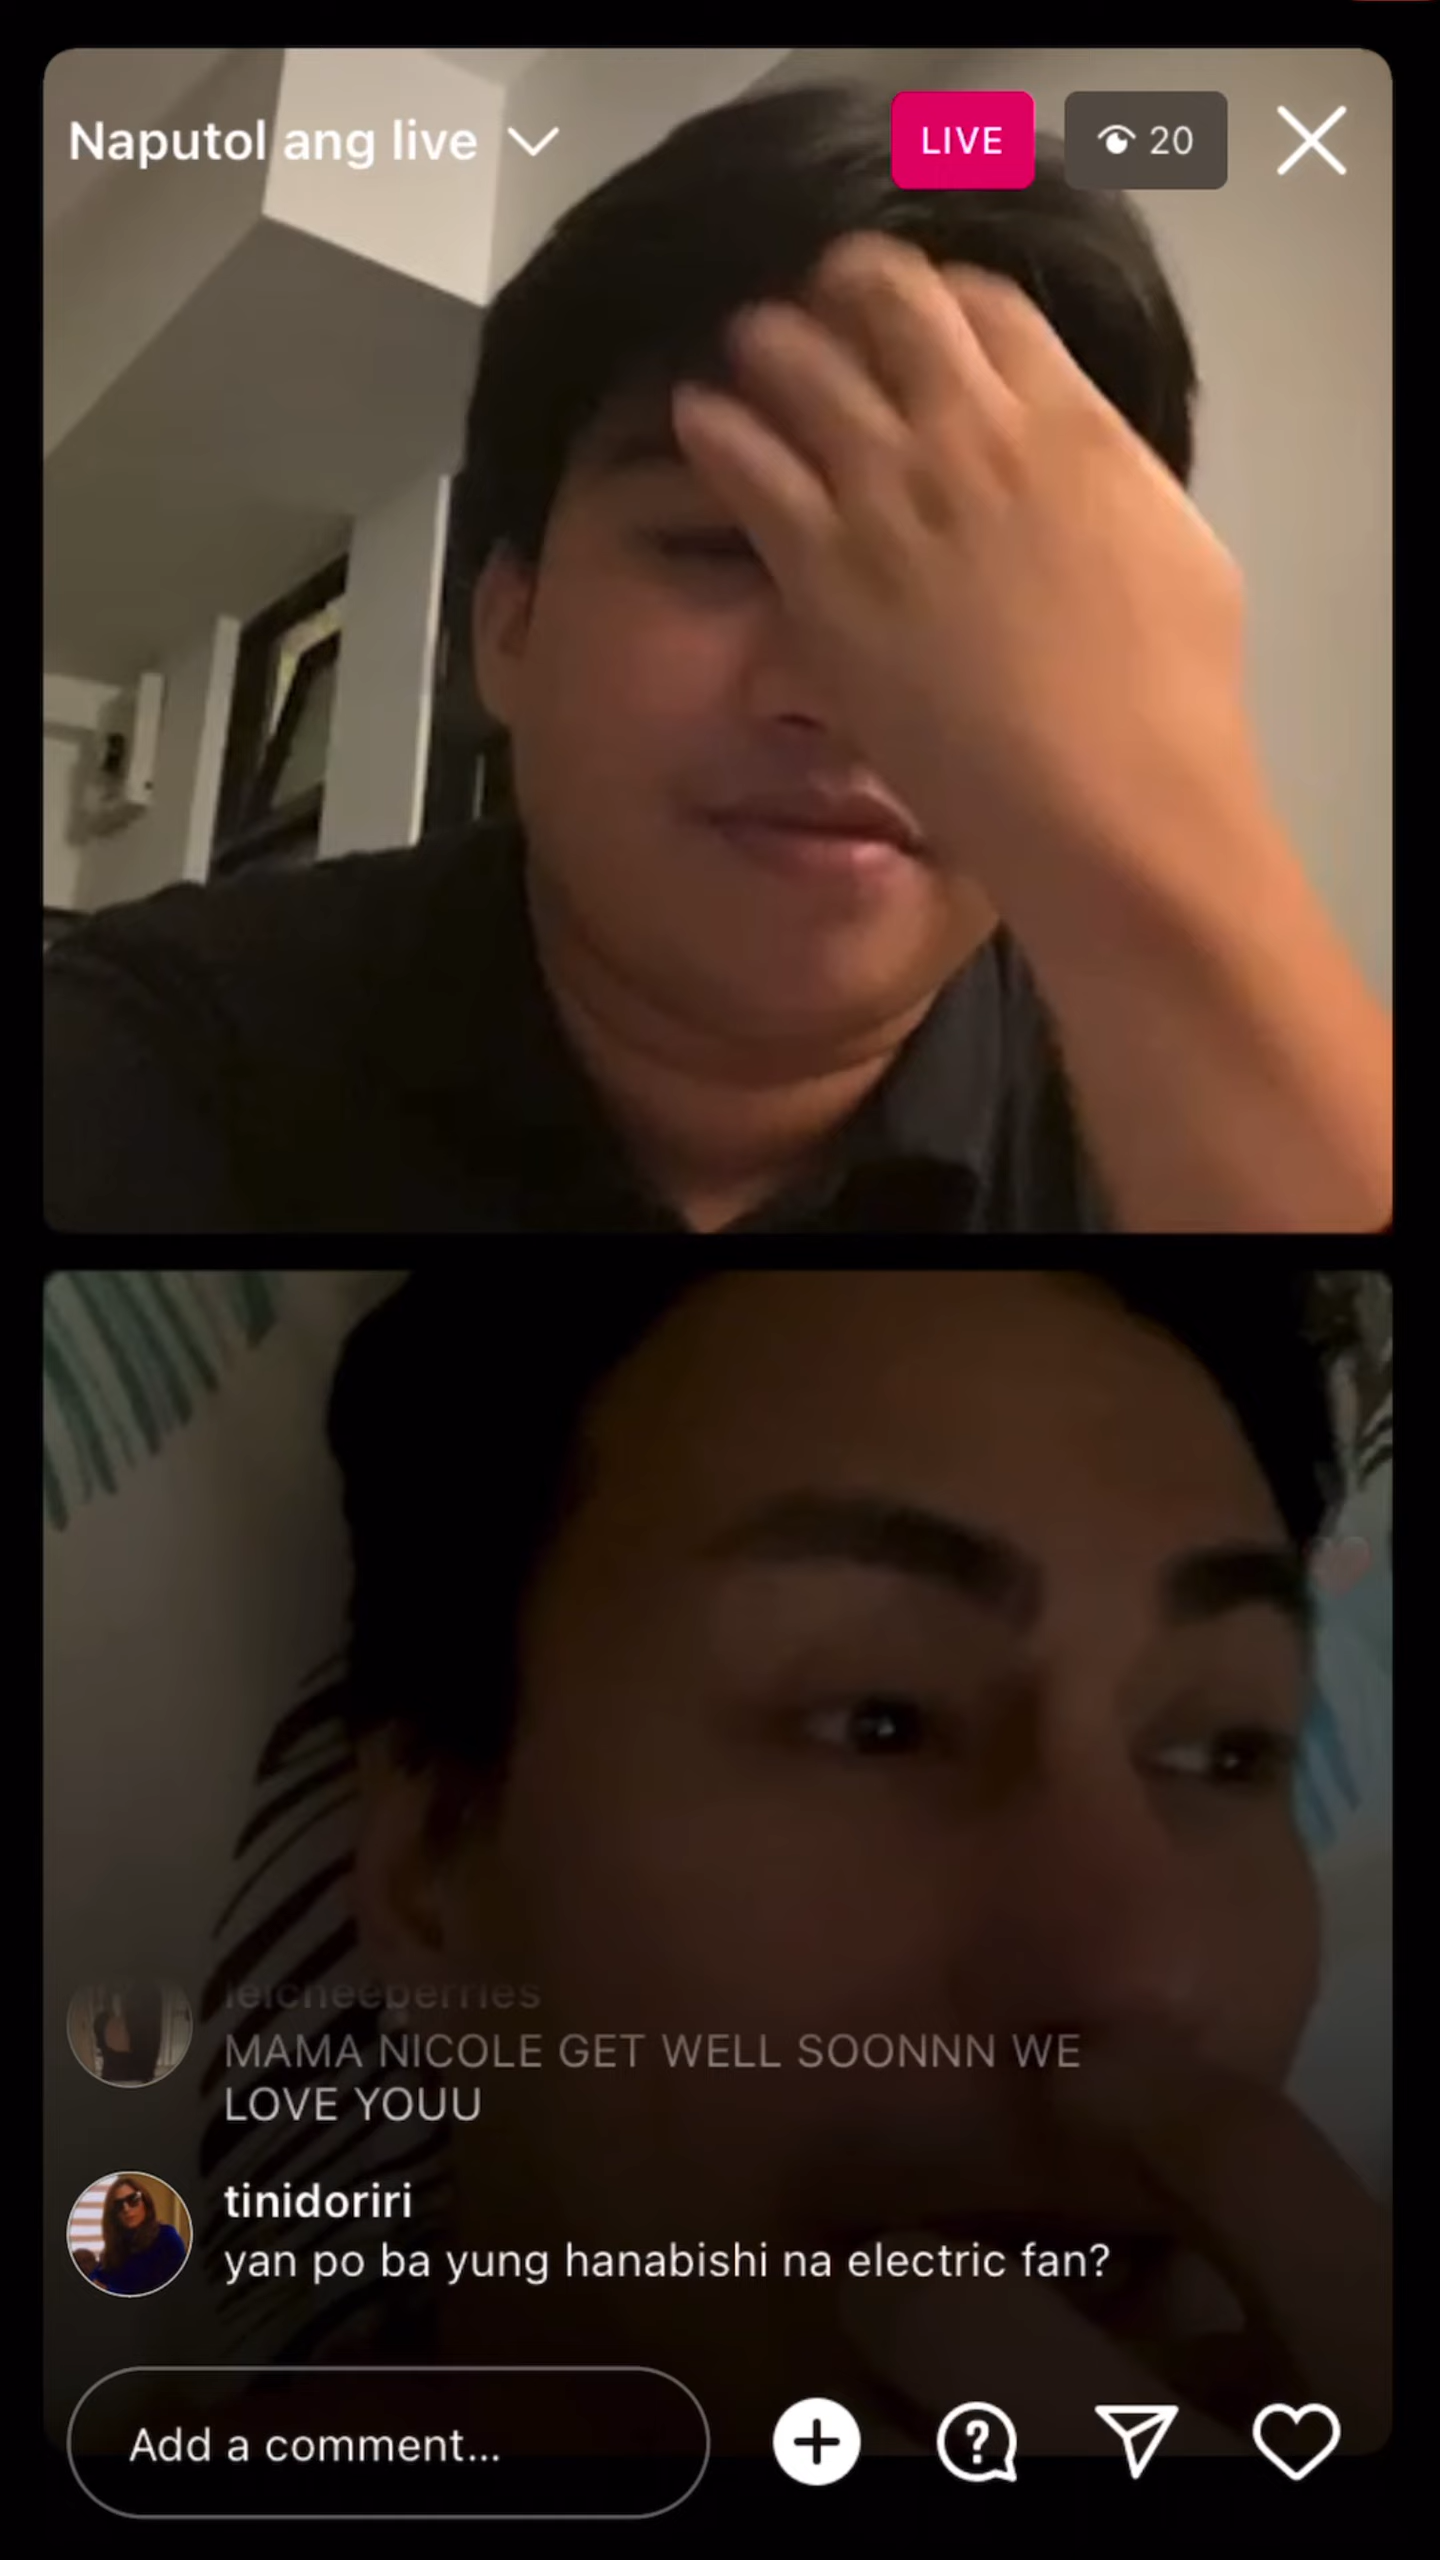 Naputol ang live
LIVE
20
leicheeberries
MAMA NICOLE GET WELL SOONNN WE
LOVE YOUU
tinidoriri
yan po ba yung hanabishi na electric fan?
Add a comment...